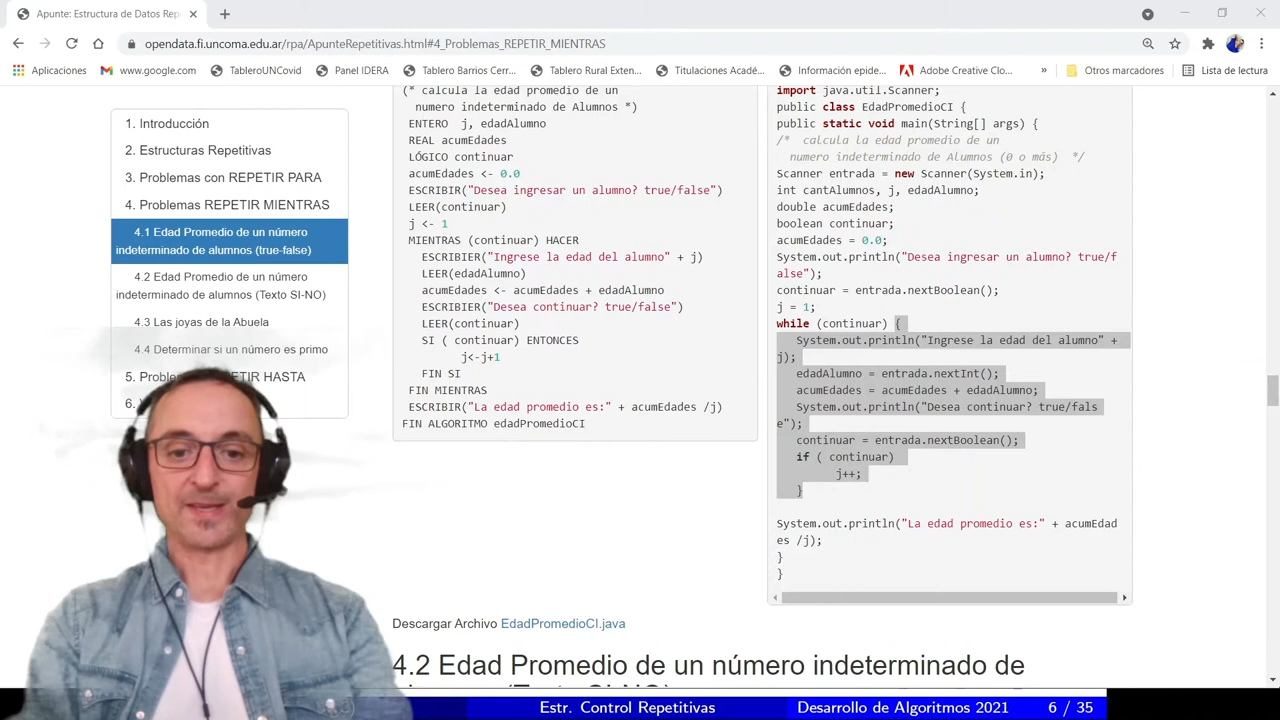 Apunte: Estructura de Datos Rep
opendata.fi.uncoma.edu.ar/rpa/ApunteRepetitivas.html#4_Problemas_REPETIR_MIENTRAS
Aplicaciones
www.google.com
TableroUNCovid
Panel IDERA
Tablero Barrios Cerr...
Tablero Rural Exten...
Titulaciones Acadé...
Información epide...
Adobe Creative Clo...
»
Otros marcadores
Lista de lectura
1. Introducción
2. Estructuras Repetitivas
3. Problemas con REPETIR PARA
4. Problemas REPETIR MIENTRAS
4.1 Edad Promedio de un número
indeterminado de alumnos (true-false)
4.2 Edad Promedio de un número
indeterminado de alumnos (Texto SI-NO)
4.3 Las joyas de la Abuela
4.4 Determinar si un número es primo
5. Proble ETIR HASTA
6.
(* calcula la edad promedio de un
numero indeterminado de Alumnos *)
ENTERO  j, edadAlumno
REAL acumEdades
LÓGICO continuar
acumEdades <- 0.0
ESCRIBIR("Desea ingresar un alumno? true/false")
LEER(continuar)
j <- 1
MIENTRAS (continuar) HACER
ESCRIBIER("Ingrese la edad del alumno" + j)
LEER(edadAlumno)
acumEdades <- acumEdades + edadAlumno
ESCRIBIER("Desea continuar? true/false")
LEER(continuar)
SI ( continuar) ENTONCES
j<-j+1
FIN SI
FIN MIENTRAS
ESCRIBIR("La edad promedio es:" + acumEdades /j)
FIN ALGORITMO edadPromedioCI
import java.util.Scanner;
public class EdadPromedioCI {
public static void main(String[] args) {
/*  calcula la edad promedio de un
numero indeterminado de Alumnos (0 o más)  */
Scanner entrada = new Scanner(System.in);
int cantAlumnos, j, edadAlumno;
double acumEdades;
boolean continuar;
acumEdades = 0.0;
System.out.println("Desea ingresar un alumno? true/f
alse");
continuar = entrada.nextBoolean();
j = 1;
while (continuar) {
System.out.println("Ingrese la edad del alumno" +
j);
edadAlumno = entrada.nextInt();
acumEdades = acumEdades + edadAlumno;
System.out.println("Desea continuar? true/fals
e");
continuar = entrada.nextBoolean();
if ( continuar)
j++;
}
System.out.println("La edad promedio es:" + acumEdad
es /j);
}
}
Descargar Archivo EdadPromedioCI.java
4.2 Edad Promedio de un número indeterminado de
Estr. Control Repetitivas
Desarrollo de Algoritmos 2021
6 / 35